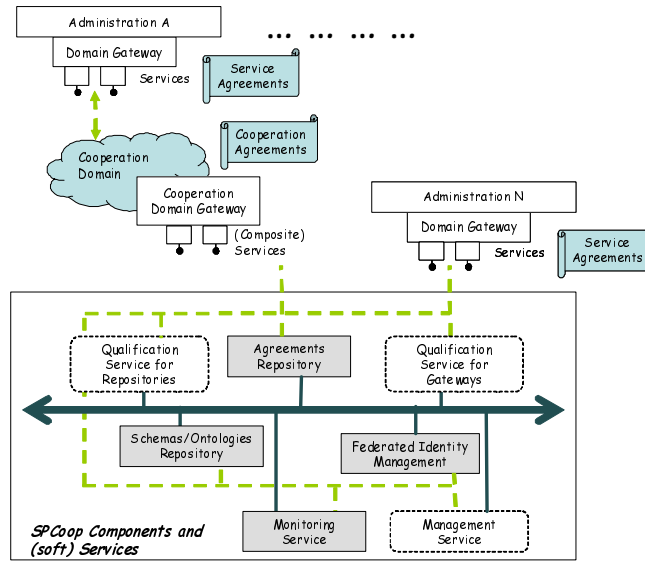 Administration A
Domain Gateway
Services
Service
Agreements
... ... ... ...
Cooperation
Agreements
Cooperation
Domain
Cooperation
Domain Gateway
(Composite)
Services
Administration N
Domain Gateway
Services
Service
Agreements
Qualification
Service for
Repositories
Agreements
Repository
Qualification
Service for
Gateways
Schemas/Ontologies
Repository
Federated Identity
Management
Monitoring
Service
Management
Service
SPCoop Components and
(soft) Services